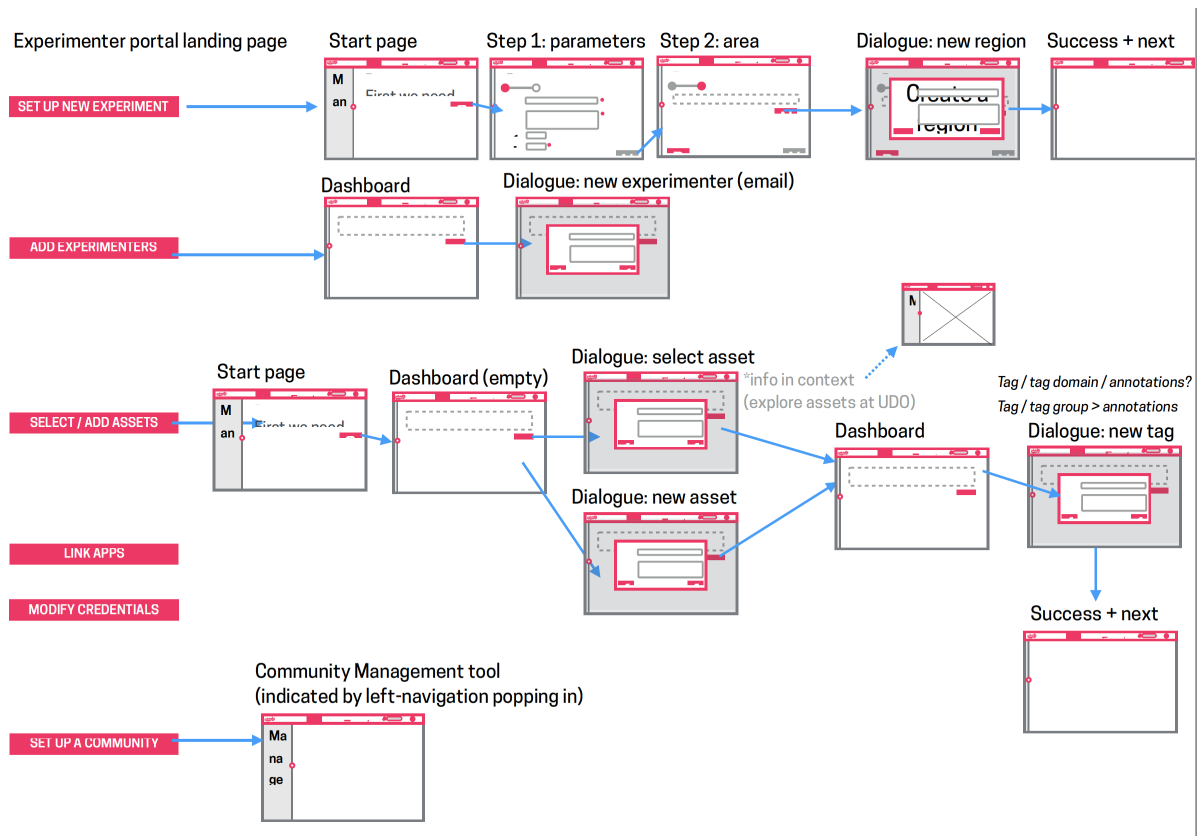 Experimenter portal landing page
Start page
Step 1: parameters
Step 2: area
Dialogue: new region
Success + next
SET UP NEW EXPERIMENT
M
an
First we need
Create a
region
Dashboard
Dialogue: new experimenter (email)
ADD EXPERIMENTERS
M
Start page
Dashboard (empty)
Dialogue: select asset
*info in context
(explore assets at UDO)
Tag / tag domain / annotations?
Tag / tag group > annotations
SELECT / ADD ASSETS
M
an
First we need
Dashboard
Dialogue: new tag
Dialogue: new asset
LINK APPS
MODIFY CREDENTIALS
Success + next
Community Management tool
(indicated by left-navigation popping in)
SET UP A COMMUNITY
Ma
na
ge